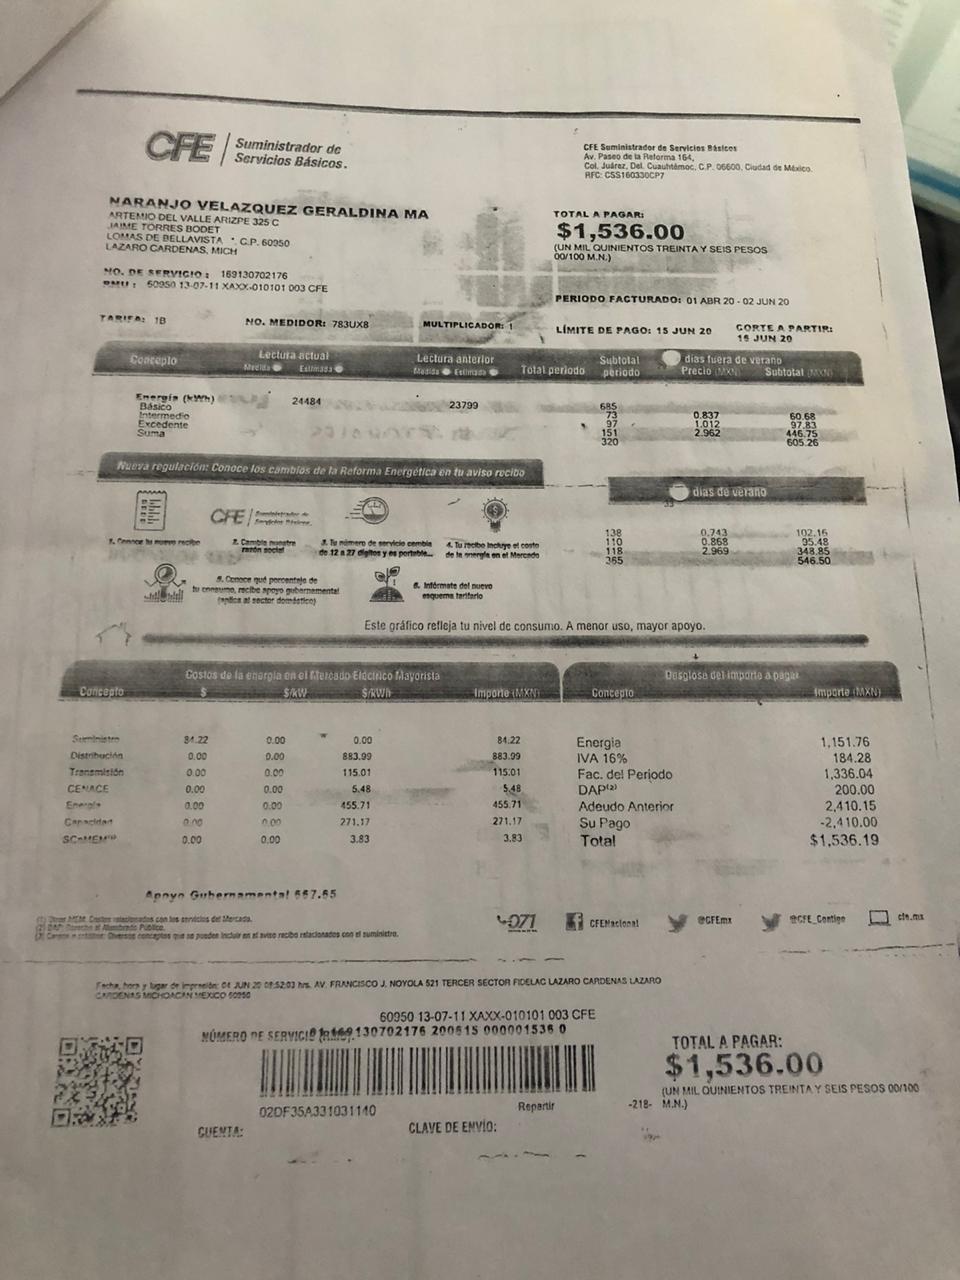 CFE Suministrador de
Servicios Básicos.
CFE Suministrador de Servicios Básicos
Av. Paseo de la Reforma 164,
Col. Juárez, Del. Cuauhtémoc, C.P. 06600, Ciudad de México.
RFC: CSS160330CP7
NARANJO VELAZQUEZ GERALDINA MA
ARTEMIO DEL VALLE ARIZPE 325 C
JAIME TORRES BODET
LOMAS DE BELLAVISTA C.P. 60950
LAZARO CARDENAS, MICH
TOTAL A PAGAR:
$1,536.00
(UN MIL QUINIENTOS TREINTA Y SEIS PESOS
00/100 M.N.)
NO. DE SERVICIO : 169130702176
RMU : 60950 13-07-11 XAXX-010101 003 CFE
PERIODO FACTURADO: 01 ABR 20 - 02 JUN 20
TARIFA: 1B NO. MEDIDOR: 783UX8 MULTIPLICADOR: 1 LÍMITE DE PAGO: 15 JUN 20 CORTE A PARTIR:
16 JUN 20
Concepto Lectura actual Lectura anterior Total periodo Subtotal
periodo días fuera de verano
Medida Estimada Medida Estimada Precio (MXN) Subtotal (MXN)
Energía (kWh) 24484 23799 685
Básico 73 0.837 60.68
Intermedio 97 1.012 97.83
Excedente 151 2.962 446.75
Suma 320 605.26
Nueva regulación: Conoce los cambios de la Reforma Energética en tu aviso recibo
días de verano
CFE Suministrador de
Servicios Básicos.
138 0.743 102.16
110 0.868 95.48
118 2.969 348.85
365 546.50
1. Conoce tu nuevo recibo
2. Cambia nuestra
razón social
3. Tu número de servicio cambia
de 12 a 27 dígitos y es portable...
4. Tu recibo incluye el costo
de la energía en el Mercado
5. Conoce qué porcentaje de
tu consumo, recibe apoyo gubernamental
(aplica al sector doméstico)
6. Infórmate del nuevo
esquema tarifario
Este gráfico refleja tu nivel de consumo. A menor uso, mayor apoyo.
Costos de la energía en el Mercado Eléctrico Mayorista
Concepto $ $/kW $/kWh Importe (MXN)
Suministro 84.22 0.00 0.00 84.22
Distribución 0.00 0.00 883.99 883.99
Transmisión 0.00 0.00 115.01 115.01
CENACE 0.00 0.00 5.48 5.48
Energía 0.00 0.00 455.71 455.71
Capacidad 0.00 0.00 271.17 271.17
SCnMEM 0.00 0.00 3.83 3.83
Desglose del importe a pagar
Concepto Importe (MXN)
Energia 1,151.76
IVA 16% 184.28
Fac. del Periodo 1,336.04
DAP(2) 200.00
Adeudo Anterior 2,410.15
Su Pago -2,410.00
Total $1,536.19
Apoyo Gubernamental 667.65
(1) Otros MEM: Costos relacionados con los servicios del Mercado.
(2) DAP: Derecho al Alumbrado Público.
(3) Cargos o créditos: Diversos conceptos que se pueden incluir en el aviso recibo relacionados con el suministro.
071 CFENacional @CFEmx @CFE_Contigo cfe.mx
Fecha, hora y lugar de impresión: 04 JUN 20 08:52:03 hrs. AV. FRANCISCO J. NOYOLA 521 TERCER SECTOR FIDELAC LAZARO CARDENAS LAZARO
CARDENAS MICHOACAN MEXICO 60950
60950 13-07-11 XAXX-010101 003 CFE
NÚMERO DE SERVICIO (RMU):
01 169130702176 200615 000001536 0
02DF35A331031140
Repartir
CUENTA:
CLAVE DE ENVÍO:
TOTAL A PAGAR:
$1,536.00
(UN MIL QUINIENTOS TREINTA Y SEIS PESOS 00/100
-218- M.N.)